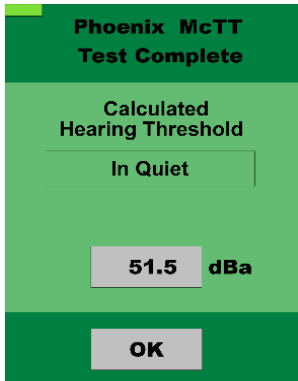 Phoenix McTT
Test Complete
Calculated
Hearing Threshold
In Quiet
51.5 dBa
OK